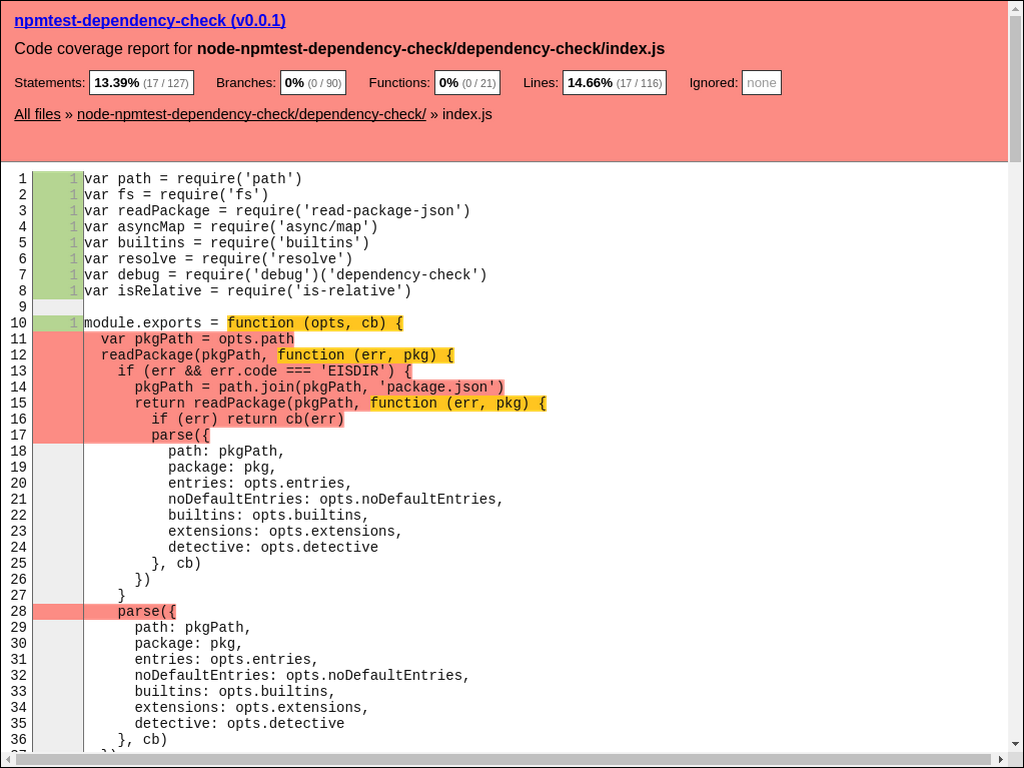 npmtest-dependency-check (v0.0.1)
Code coverage report for node-npmtest-dependency-check/dependency-check/index.js
Statements: 13.39% (17 / 127) Branches: 0% (0 / 90) Functions: 0% (0 / 21) Lines: 14.66% (17 / 116) Ignored: none
All files » node-npmtest-dependency-check/dependency-check/ » index.js
1 1 var path = require('path')
2 1 var fs = require('fs')
3 1 var readPackage = require('read-package-json')
4 1 var asyncMap = require('async/map')
5 1 var builtins = require('builtins')
6 1 var resolve = require('resolve')
7 1 var debug = require('debug')('dependency-check')
8 1 var isRelative = require('is-relative')
9
10 1 module.exports = function (opts, cb) {
11 var pkgPath = opts.path
12 readPackage(pkgPath, function (err, pkg) {
13 if (err && err.code === 'EISDIR') {
14 pkgPath = path.join(pkgPath, 'package.json')
15 return readPackage(pkgPath, function (err, pkg) {
16 if (err) return cb(err)
17 parse({
18 path: pkgPath,
19 package: pkg,
20 entries: opts.entries,
21 noDefaultEntries: opts.noDefaultEntries,
22 builtins: opts.builtins,
23 extensions: opts.extensions,
24 detective: opts.detective
25 }, cb)
26 })
27 }
28 parse({
29 path: pkgPath,
30 package: pkg,
31 entries: opts.entries,
32 noDefaultEntries: opts.noDefaultEntries,
33 builtins: opts.builtins,
34 extensions: opts.extensions,
35 detective: opts.detective
36 }, cb)